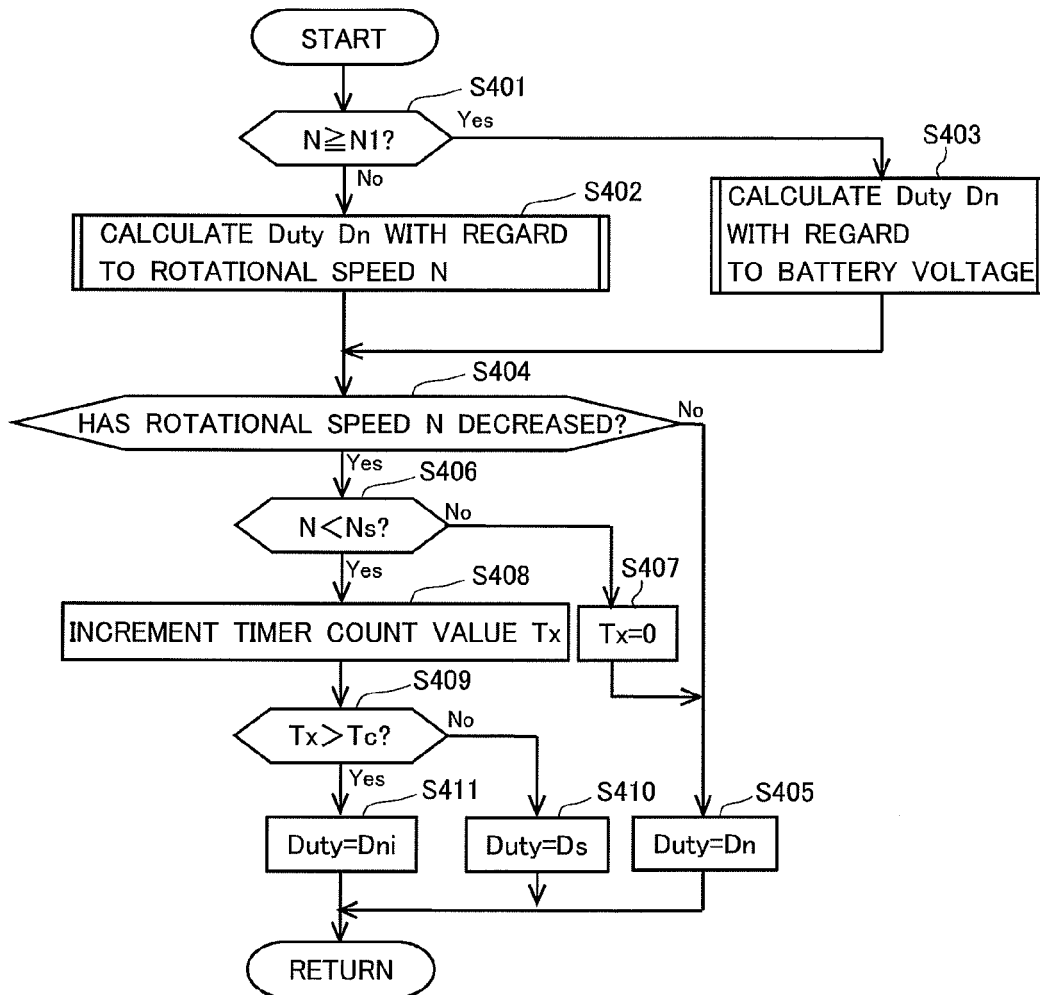 START
S401
N≧N1?
Yes
No
S402
CALCULATE Duty Dn WITH REGARD
TO ROTATIONAL SPEED N
S403
CALCULATE Duty Dn
WITH REGARD
TO BATTERY VOLTAGE
S404
HAS ROTATIONAL SPEED N DECREASED?
No
Yes
S406
N<Ns?
No
Yes
S407
Tx=0
S408
INCREMENT TIMER COUNT VALUE Tx
S409
Tx>Tc?
No
Yes
S411
Duty=Dni
S410
Duty=Ds
S405
Duty=Dn
RETURN